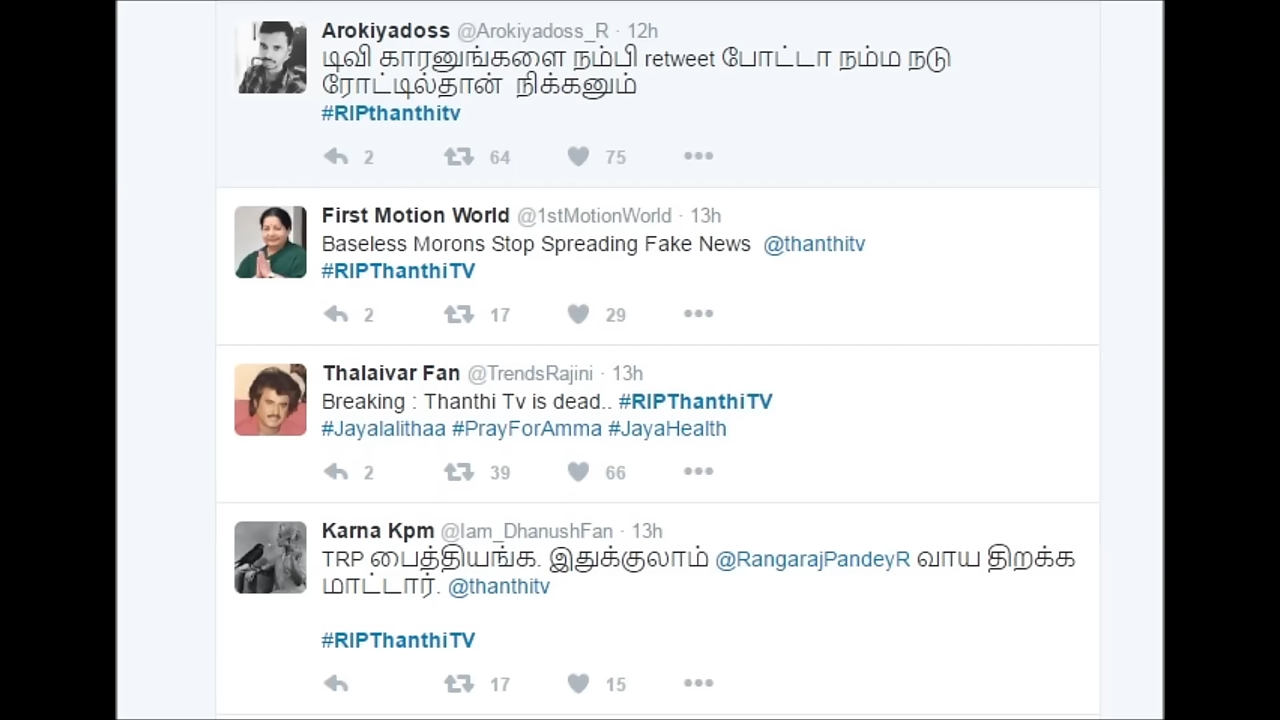 Arokiyadoss @Arokiyadoss_R · 12h
டிவி காரனுங்களை நம்பி retweet போட்டா நம்ம நடு
ரோட்டில்தான் நிக்கனும்
#RIPthanthitv
2 64 75
First Motion World @1stMotionWorld · 13h
Baseless Morons Stop Spreading Fake News @thanthitv
#RIPThanthiTV
2 17 29
Thalaivar Fan @TrendsRajini · 13h
Breaking : Thanthi Tv is dead.. #RIPThanthiTV
#Jayalalithaa #PrayForAmma #JayaHealth
2 39 66
Karna Kpm @Iam_DhanushFan · 13h
TRP பைத்தியங்க. இதுக்குலாம் @RangarajPandeyR வாய திறக்க
மாட்டார். @thanthitv
#RIPThanthiTV
17 15